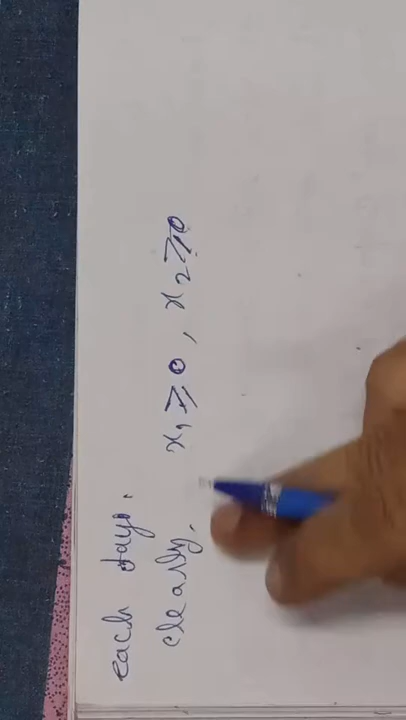 each days.
clearly. x₁ ≥ 0, x₂ ≥ 0